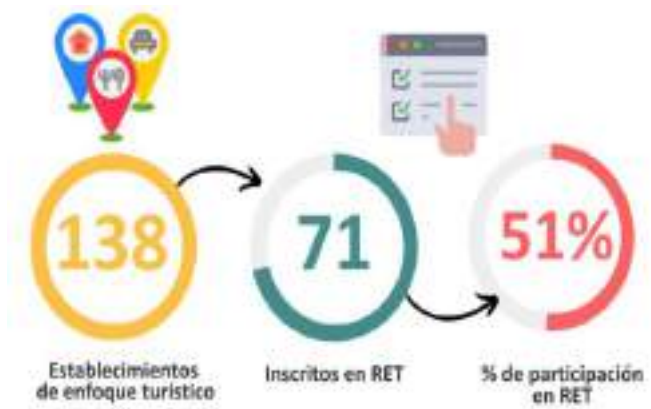 138
71
51%
Establecimientos
de enfoque turístico
Inscritos en RET
% de participación
en RET